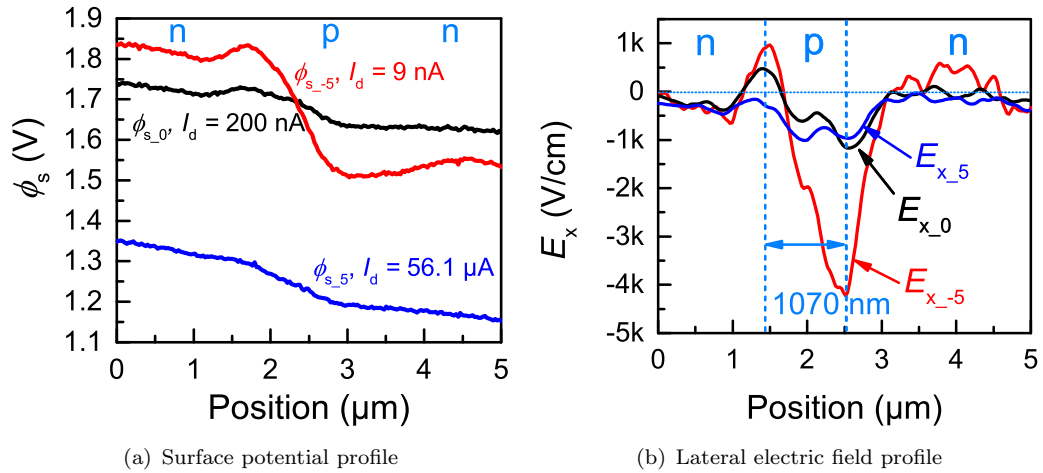 n p n
ϕs_-5, Id = 9 nA
ϕs_0, Id = 200 nA
ϕs_5, Id = 56.1 µA
1.9
1.8
1.7
1.6
1.5
1.4
1.3
1.2
1.1
ϕs (V)
0 1 2 3 4 5
Position (µm)
(a) Surface potential profile
n p n
1k
0
-1k
-2k
-3k
-4k
-5k
Ex (V/cm)
Ex_5
Ex_0
Ex_-5
1070 nm
0 1 2 3 4 5
Position (µm)
(b) Lateral electric field profile